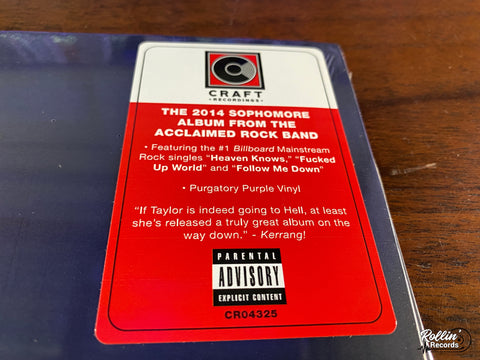 CRAFT
• RECORDINGS •
THE 2014 SOPHOMORE
ALBUM FROM THE
ACCLAIMED ROCK BAND
• Featuring the #1 Billboard Mainstream
Rock singles “Heaven Knows,” “Fucked
Up World” and “Follow Me Down”
• Purgatory Purple Vinyl
“If Taylor is indeed going to Hell, at least
she’s released a truly great album on
the way down.” - Kerrang!
PARENTAL
ADVISORY
EXPLICIT CONTENT
CR04325
Rollin’
Records